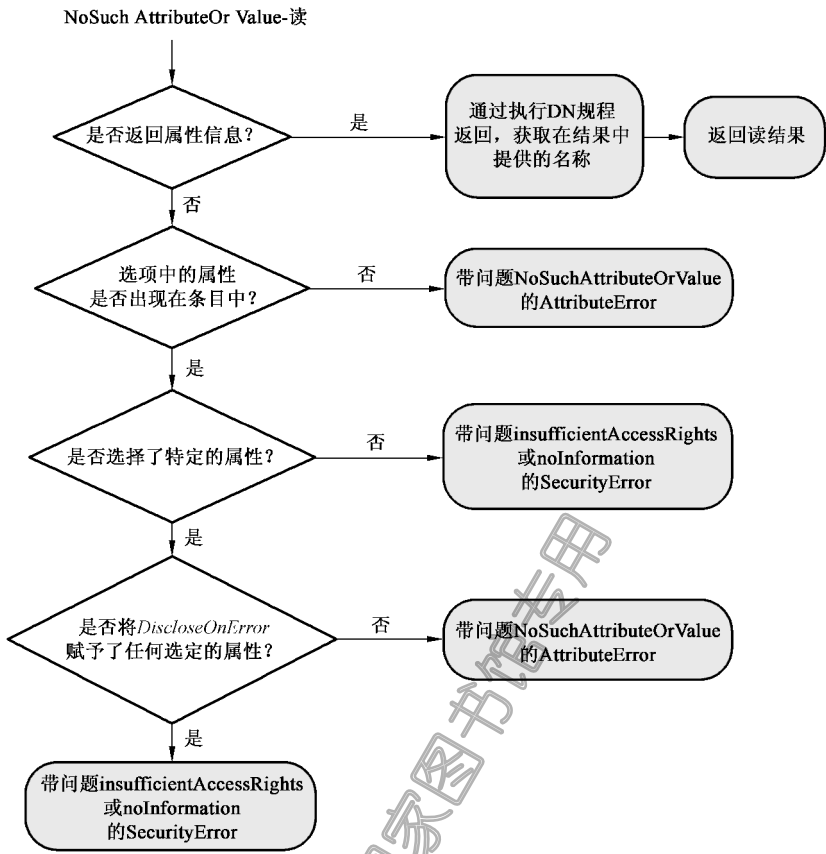 NoSuch AttributeOr Value-读
是否返回属性信息？
是
通过执行DN规程
返回，获取在结果中
提供的名称
返回读结果
否
选项中的属性
是否出现在条目中？
否
带问题NoSuchAttributeOrValue
的AttributeError
是
是否选择了特定的属性？
否
带问题insufficientAccessRights
或noInformation
的SecurityError
是
是否将DiscloseOnError
赋予了任何选定的属性？
否
带问题NoSuchAttributeOrValue
的AttributeError
是
带问题insufficientAccessRights
或noInformation
的SecurityError
家图书馆专用